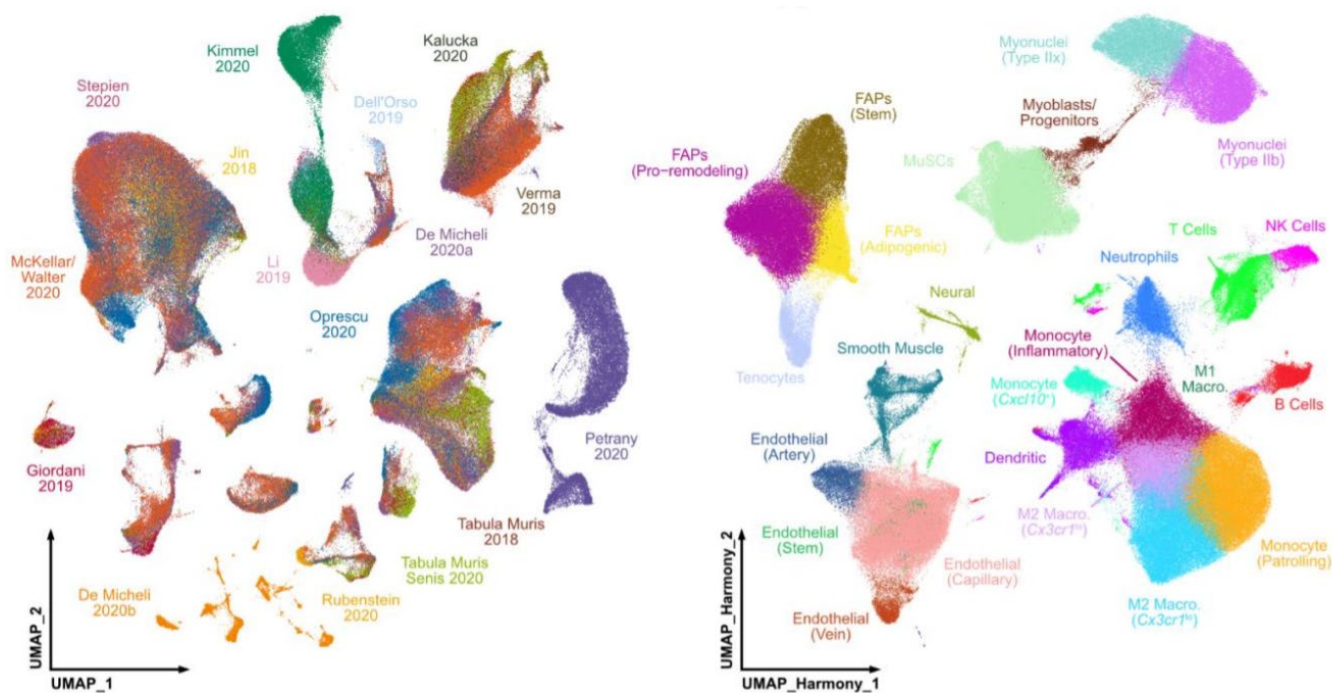 Kimmel
2020
Kalucka
2020
Stepien
2020
Dell'Orso
2019
Jin
2018
Verma
2019
De Micheli
2020a
McKellar/
Walter
2020
Li
2019
Oprescu
2020
Petrany
2020
Giordani
2019
Tabula Muris
2018
Tabula Muris
Senis 2020
De Micheli
2020b
Rubenstein
2020
UMAP_2
UMAP_1
Myonuclei
(Type IIx)
FAPs
(Stem)
Myoblasts/
Progenitors
FAPs
(Pro-remodeling)
MuSCs
Myonuclei
(Type IIb)
T Cells
NK Cells
FAPs
(Adipogenic)
Neutrophils
Neural
Monocyte
(Inflammatory)
Smooth Muscle
M1
Macro.
Tenocytes
Monocyte
(Cxcl10+)
B Cells
Endothelial
(Artery)
Dendritic
M2 Macro.
Endothelial
(Stem)
Endothelial
(Capillary)
Monocyte
(Patrolling)
Endothelial
(Vein)
M2 Macro.
UMAP_Harmony_2
UMAP_Harmony_1